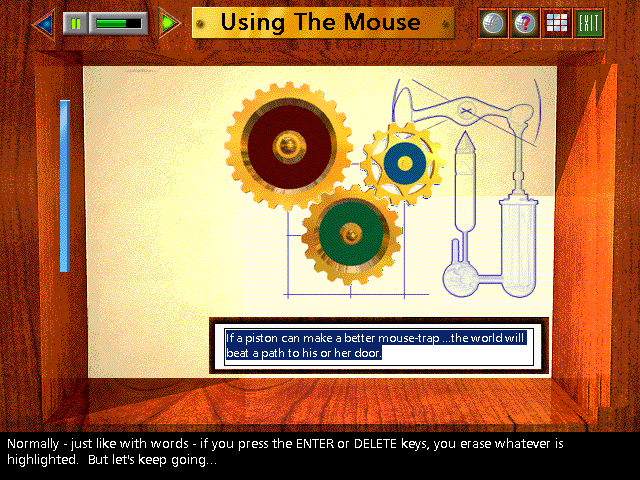 Using The Mouse
EXIT
If a piston can make a better mouse-trap ...the world will
beat a path to his or her door.
Normally - just like with words - if you press the ENTER or DELETE keys, you erase whatever is
highlighted.  But let's keep going...